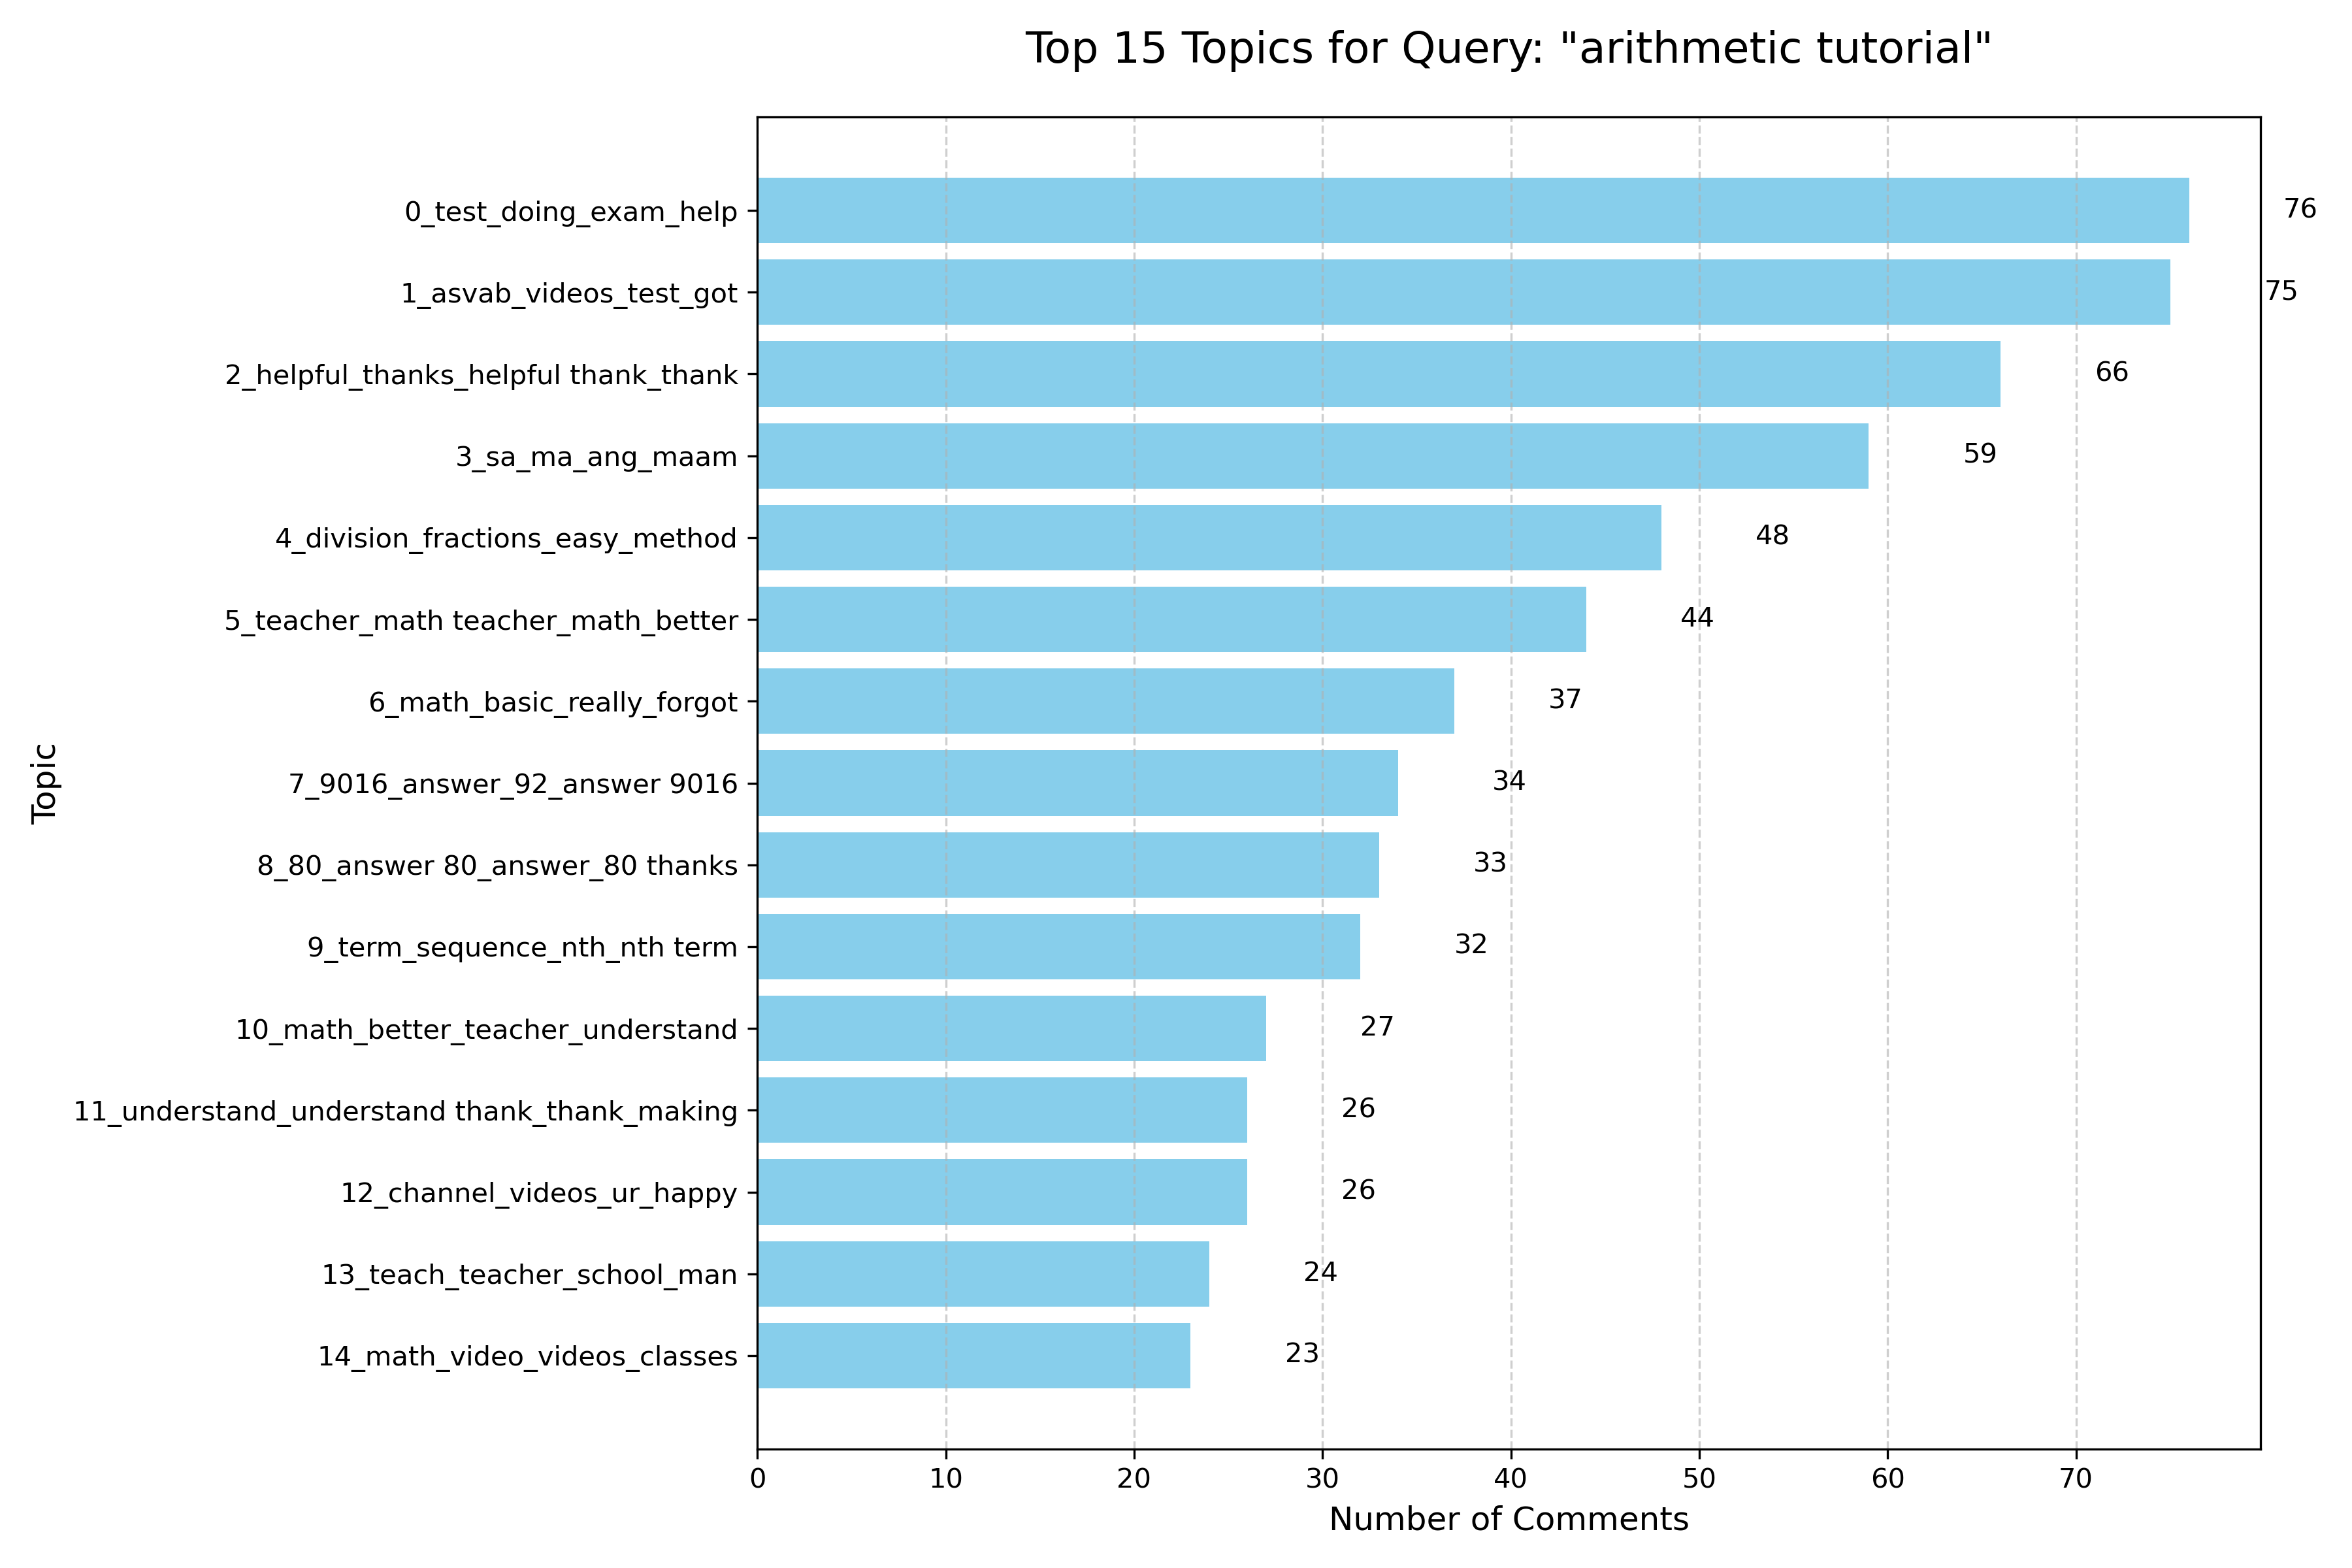 Top 15 Topics for Query: "arithmetic tutorial"
Topic
0_test_doing_exam_help 76
1_asvab_videos_test_got 75
2_helpful_thanks_helpful thank_thank 66
3_sa_ma_ang_maam 59
4_division_fractions_easy_method 48
5_teacher_math teacher_math_better 44
6_math_basic_really_forgot 37
7_9016_answer_92_answer 9016 34
8_80_answer 80_answer_80 thanks 33
9_term_sequence_nth_nth term 32
10_math_better_teacher_understand 27
11_understand_understand thank_thank_making 26
12_channel_videos_ur_happy 26
13_teach_teacher_school_man 24
14_math_video_videos_classes 23
0 10 20 30 40 50 60 70
Number of Comments